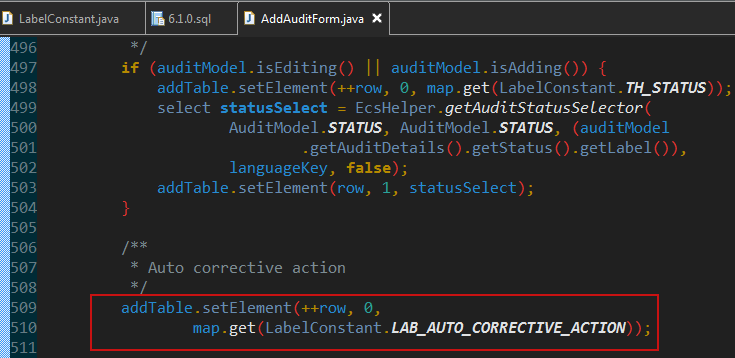 LabelConstant.java 6.1.0.sql AddAuditForm.java
496 */
497 if (auditModel.isEditing() || auditModel.isAdding()) {
498 addTable.setElement(++row, 0, map.get(LabelConstant.TH_STATUS));
499 select statusSelect = EcsHelper.getAuditStatusSelector(
500 AuditModel.STATUS, AuditModel.STATUS, (auditModel
501 .getAuditDetails().getStatus().getLabel()),
502 languageKey, false);
503 addTable.setElement(row, 1, statusSelect);
504 }
505
506 /**
507 * Auto corrective action
508 */
509 addTable.setElement(++row, 0,
510 map.get(LabelConstant.LAB_AUTO_CORRECTIVE_ACTION));
511